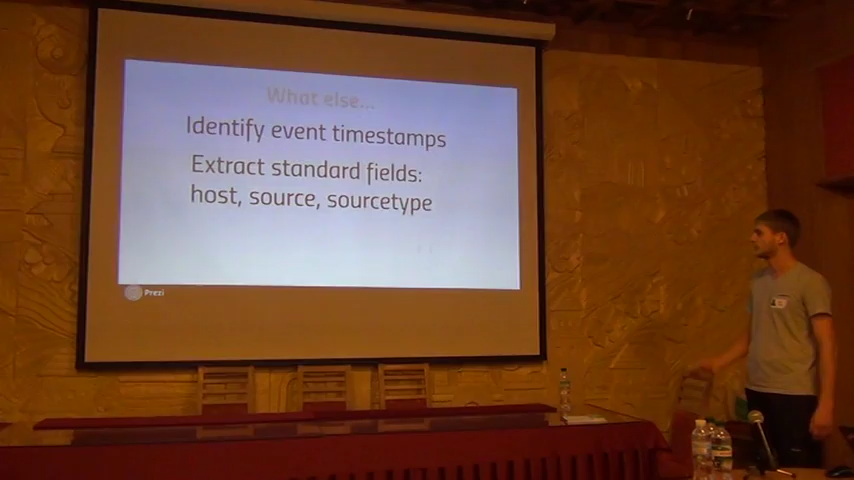 What else...
Identify event timestamps
Extract standard fields:
host, source, sourcetype
Prezi